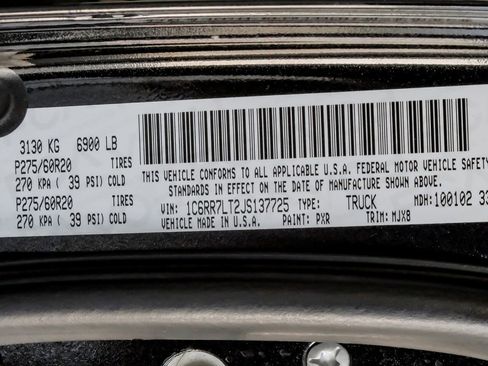 3130 KG 6900 LB
P275/60R20 TIRES
270 KPA ( 39 PSI) COLD
P275/60R20 TIRES
270 KPA ( 39 PSI) COLD
THIS VEHICLE CONFORMS TO ALL APPLICABLE U.S.A. FEDERAL MOTOR VEHICLE SAFETY
STANDARDS IN EFFECT ON THE DATE OF MANUFACTURE SHOWN ABOVE.
VIN: 1C6RR7LT2JS137725 TYPE: TRUCK MDH: 100102 33
VEHICLE MADE IN U.S.A. PAINT: PXR TRIM: MJX8